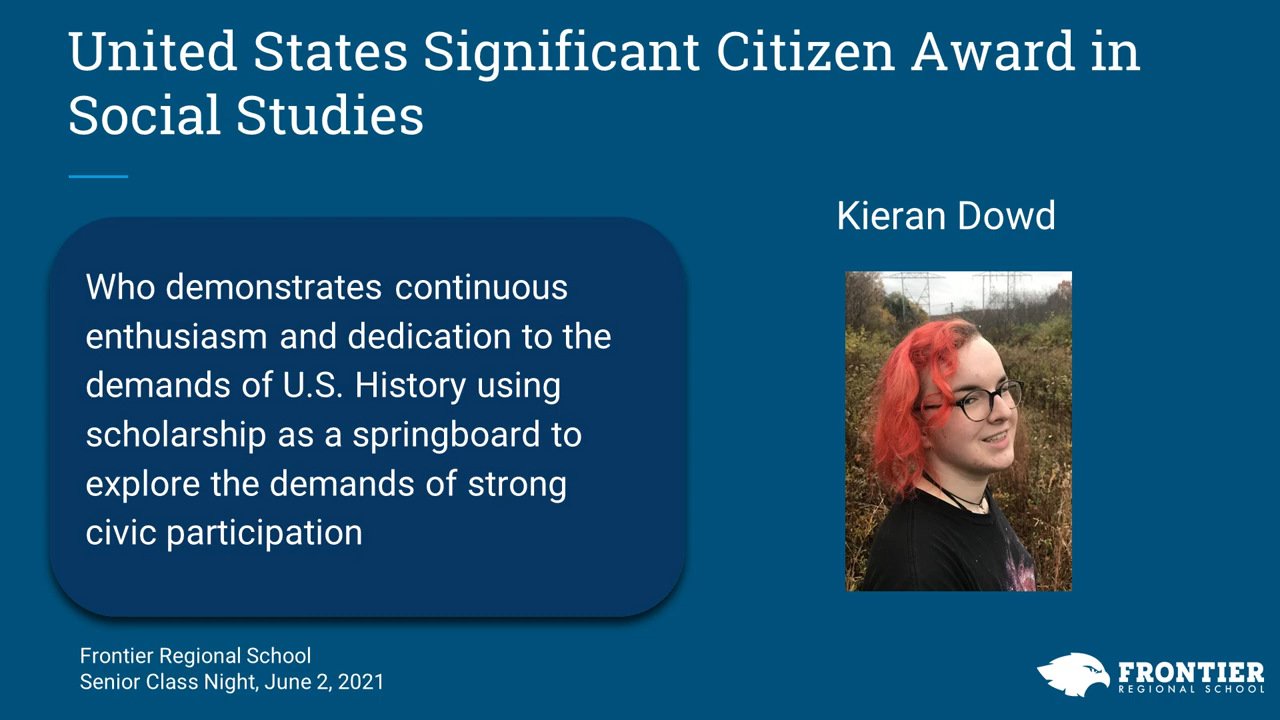 United States Significant Citizen Award in
Social Studies
Kieran Dowd
Who demonstrates continuous
enthusiasm and dedication to the
demands of U.S. History using
scholarship as a springboard to
explore the demands of strong
civic participation
Frontier Regional School
Senior Class Night, June 2, 2021
FRONTIER
REGIONAL SCHOOL